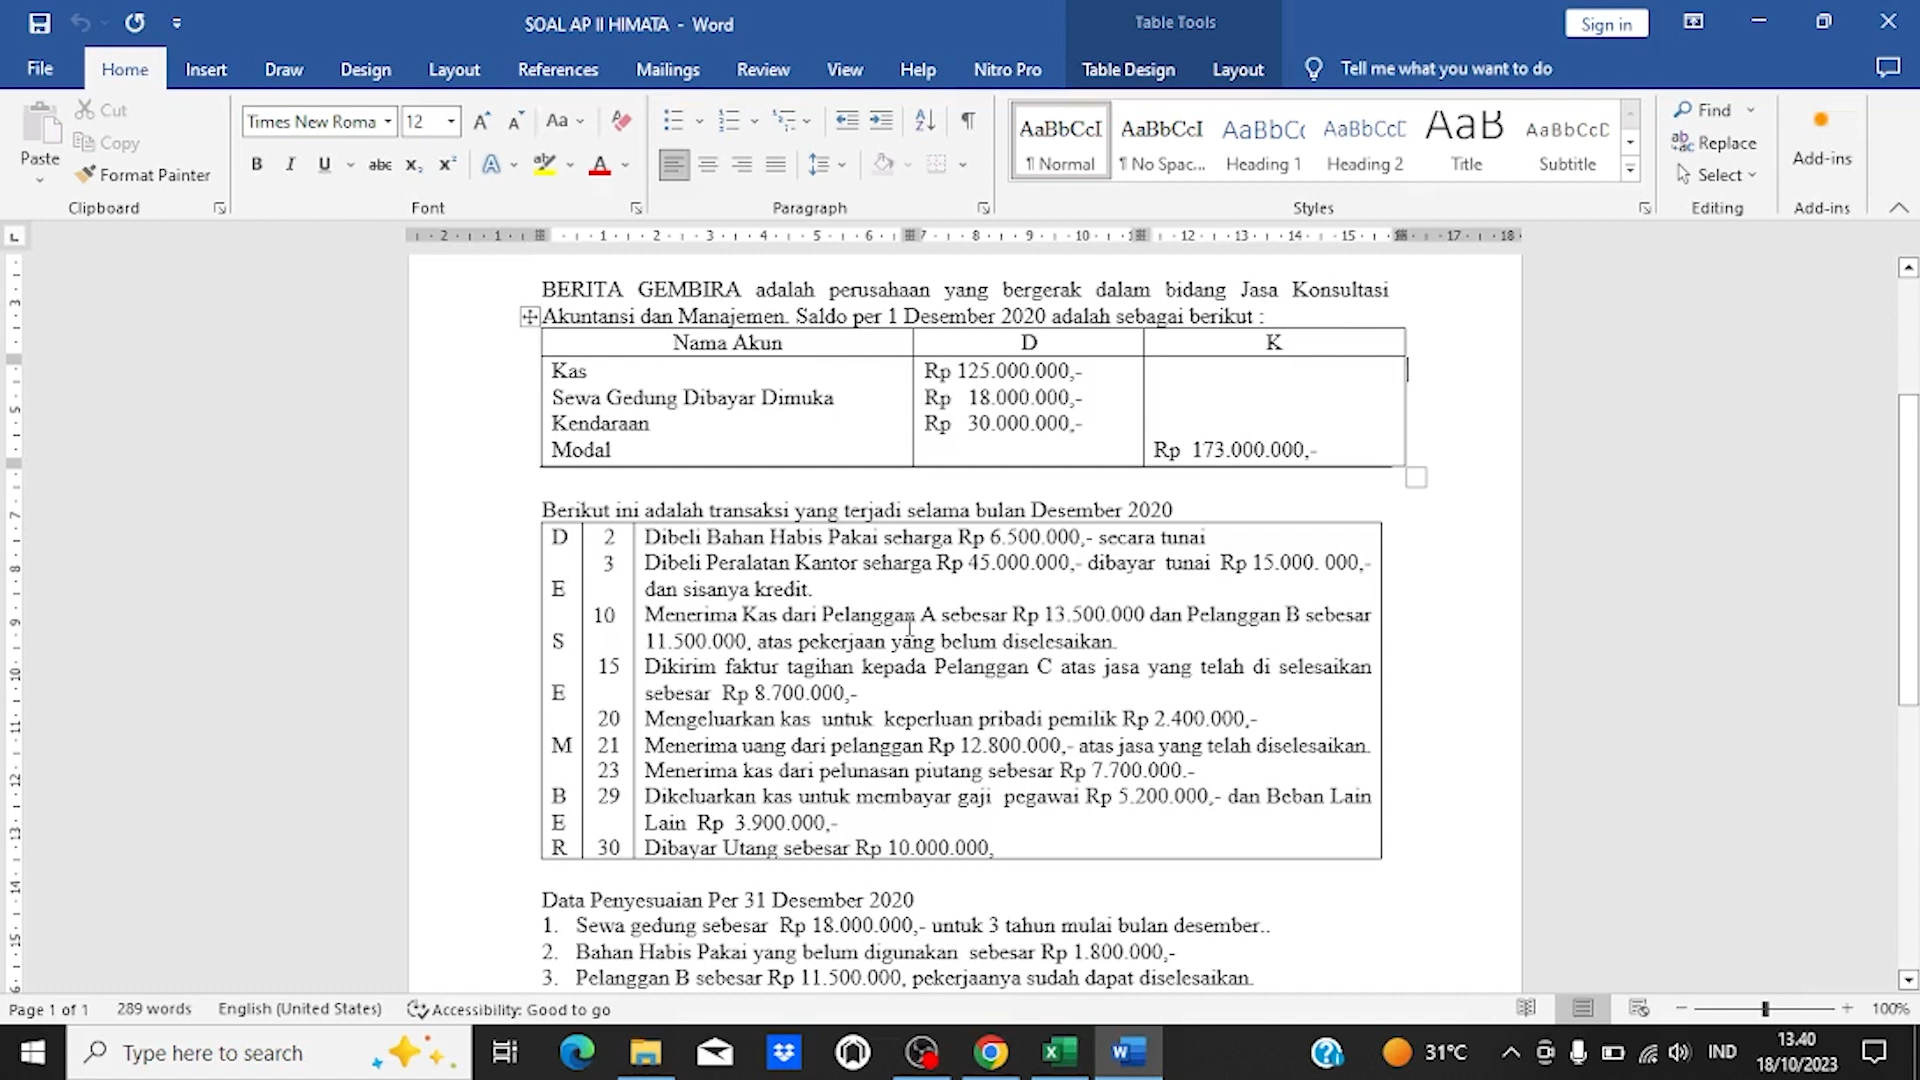 SOAL AP II HIMATA - Word
Table Tools
Sign in
File Home Insert Draw Design Layout References Mailings Review View Help Nitro Pro Table Design Layout Tell me what you want to do
Paste
Cut
Copy
Format Painter
Clipboard
Times New Roma 12
Font
Paragraph
AaBbCcI AaBbCcI AaBbCc AaBbCcD AaB AaBbCcD
¶ Normal ¶ No Spac... Heading 1 Heading 2 Title Subtitle
Styles
Find
Replace
Select
Editing
Add-ins
Add-ins
BERITA GEMBIRA adalah perusahaan yang bergerak dalam bidang Jasa Konsultasi
Akuntansi dan Manajemen. Saldo per 1 Desember 2020 adalah sebagai berikut :
Nama Akun D K
Kas Rp 125.000.000,-
Sewa Gedung Dibayar Dimuka Rp 18.000.000,-
Kendaraan Rp 30.000.000,-
Modal Rp 173.000.000,-
Berikut ini adalah transaksi yang terjadi selama bulan Desember 2020
D 2 Dibeli Bahan Habis Pakai seharga Rp 6.500.000,- secara tunai
3 Dibeli Peralatan Kantor seharga Rp 45.000.000,- dibayar tunai Rp 15.000. 000,-
E dan sisanya kredit.
10 Menerima Kas dari Pelanggan A sebesar Rp 13.500.000 dan Pelanggan B sebesar
S 11.500.000, atas pekerjaan yang belum diselesaikan.
15 Dikirim faktur tagihan kepada Pelanggan C atas jasa yang telah di selesaikan
E sebesar Rp 8.700.000,-
20 Mengeluarkan kas untuk keperluan pribadi pemilik Rp 2.400.000,-
M 21 Menerima uang dari pelanggan Rp 12.800.000,- atas jasa yang telah diselesaikan.
23 Menerima kas dari pelunasan piutang sebesar Rp 7.700.000.-
B 29 Dikeluarkan kas untuk membayar gaji pegawai Rp 5.200.000,- dan Beban Lain
E Lain Rp 3.900.000,-
R 30 Dibayar Utang sebesar Rp 10.000.000,
Data Penyesuaian Per 31 Desember 2020
1. Sewa gedung sebesar Rp 18.000.000,- untuk 3 tahun mulai bulan desember..
2. Bahan Habis Pakai yang belum digunakan sebesar Rp 1.800.000,-
3. Pelanggan B sebesar Rp 11.500.000, pekerjaanya sudah dapat diselesaikan.
Page 1 of 1 289 words English (United States) Accessibility: Good to go 100%
Type here to search
31°C
IND
13.40
18/10/2023